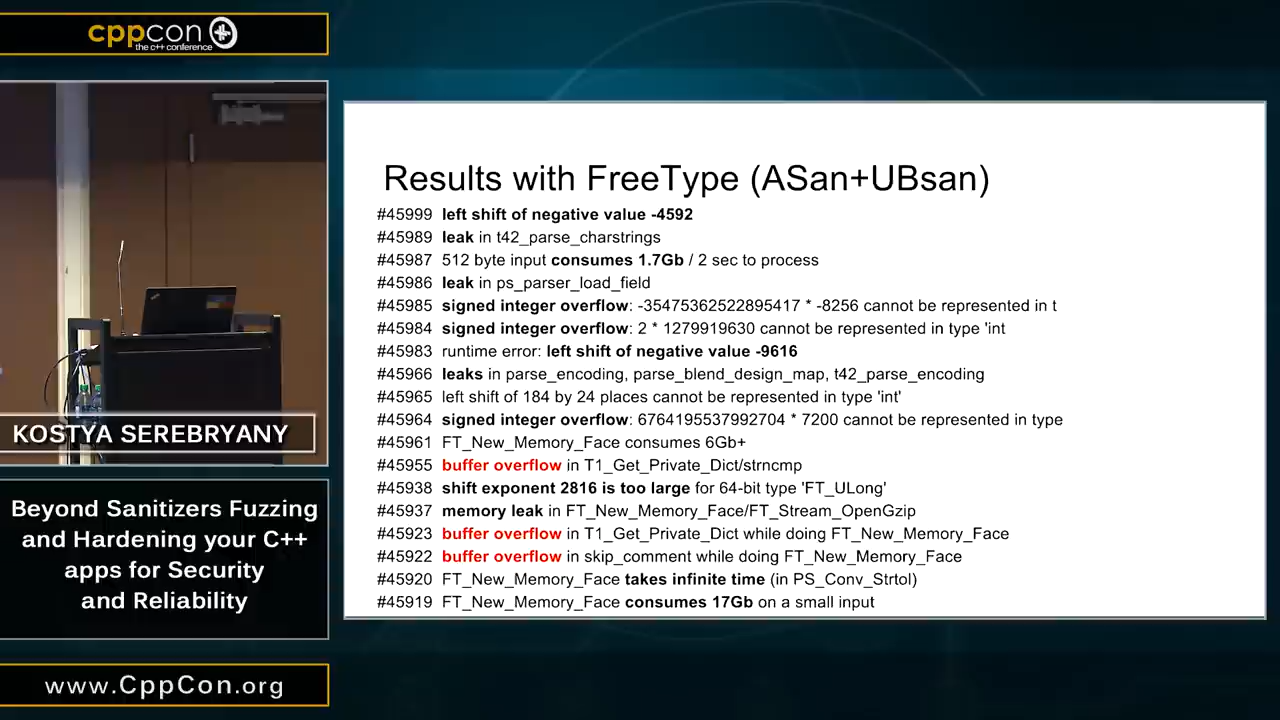 cppcon
the c++ conference
KOSTYA SEREBRYANY
Beyond Sanitizers Fuzzing
and Hardening your C++
apps for Security
and Reliability
www.CppCon.org
Results with FreeType (ASan+UBsan)
#45999 left shift of negative value -4592
#45989 leak in t42_parse_charstrings
#45987 512 byte input consumes 1.7Gb / 2 sec to process
#45986 leak in ps_parser_load_field
#45985 signed integer overflow: -35475362522895417 * -8256 cannot be represented in t
#45984 signed integer overflow: 2 * 1279919630 cannot be represented in type 'int
#45983 runtime error: left shift of negative value -9616
#45966 leaks in parse_encoding, parse_blend_design_map, t42_parse_encoding
#45965 left shift of 184 by 24 places cannot be represented in type 'int'
#45964 signed integer overflow: 6764195537992704 * 7200 cannot be represented in type
#45961 FT_New_Memory_Face consumes 6Gb+
#45955 buffer overflow in T1_Get_Private_Dict/strncmp
#45938 shift exponent 2816 is too large for 64-bit type 'FT_ULong'
#45937 memory leak in FT_New_Memory_Face/FT_Stream_OpenGzip
#45923 buffer overflow in T1_Get_Private_Dict while doing FT_New_Memory_Face
#45922 buffer overflow in skip_comment while doing FT_New_Memory_Face
#45920 FT_New_Memory_Face takes infinite time (in PS_Conv_Strtol)
#45919 FT_New_Memory_Face consumes 17Gb on a small input